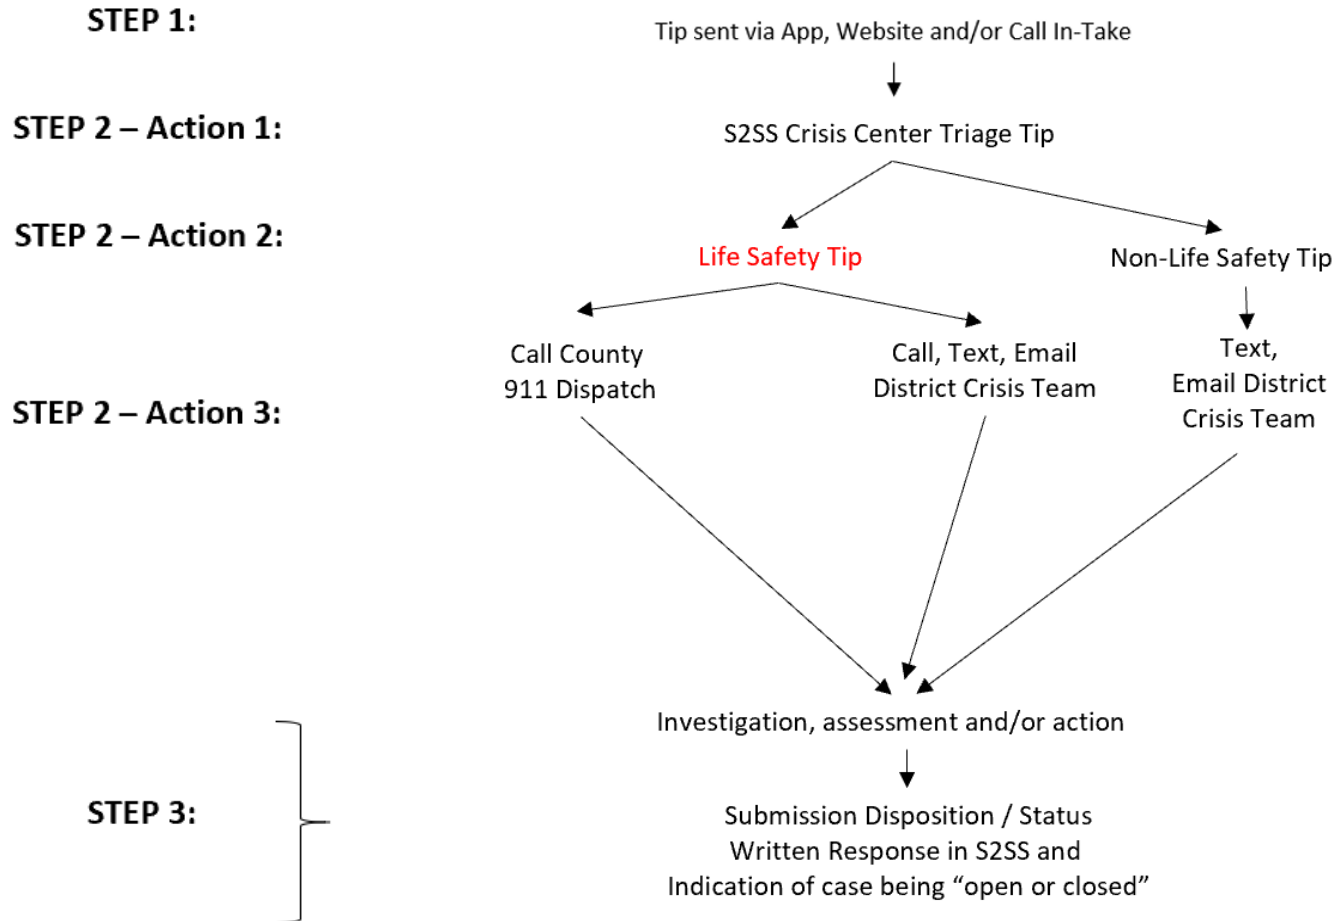 STEP 1:
Tip sent via App, Website and/or Call In-Take
STEP 2 – Action 1:
S2SS Crisis Center Triage Tip
STEP 2 – Action 2:
Life Safety Tip
Non-Life Safety Tip
STEP 2 – Action 3:
Call County
911 Dispatch
Call, Text, Email
District Crisis Team
Text,
Email District
Crisis Team
STEP 3:
Investigation, assessment and/or action
Submission Disposition / Status
Written Response in S2SS and
Indication of case being “open or closed”